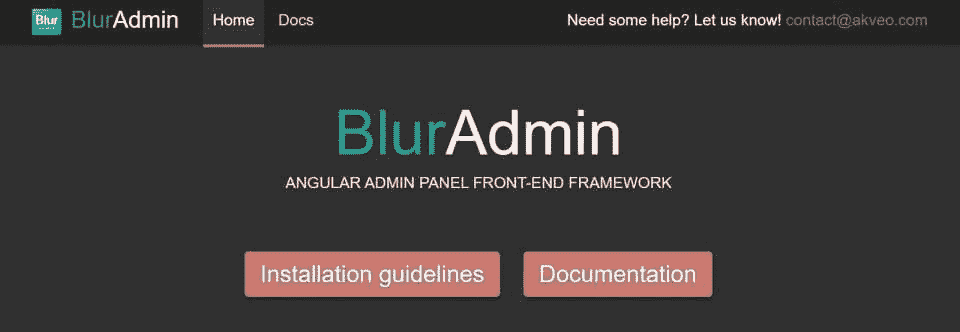 Blur BlurAdmin Home Docs Need some help? Let us know! contact@akveo.com
BlurAdmin
ANGULAR ADMIN PANEL FRONT-END FRAMEWORK
Installation guidelines Documentation